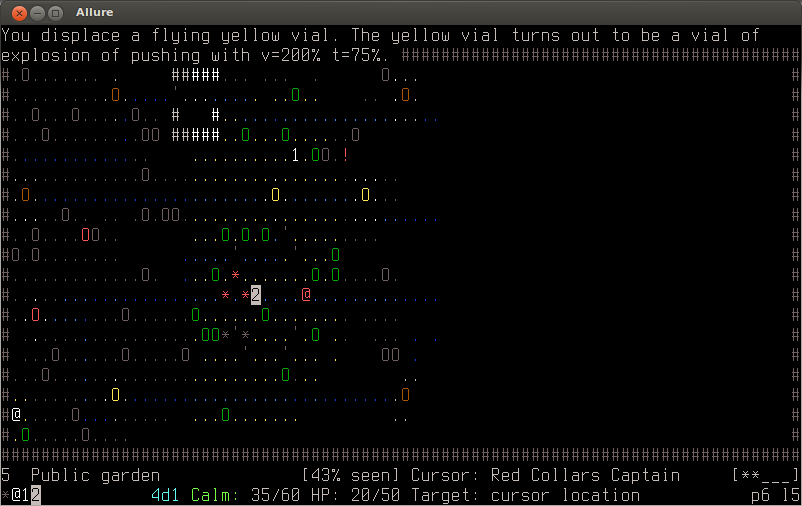 Allure
You displace a flying yellow vial. The yellow vial turns out to be a vial of
explosion of pushing with v=200% t=75%.
5 Public garden [43% seen] Cursor: Red Collars Captain [**___]
*@12 4d1 Calm: 35/60 HP: 20/50 Target: cursor location p6 l5